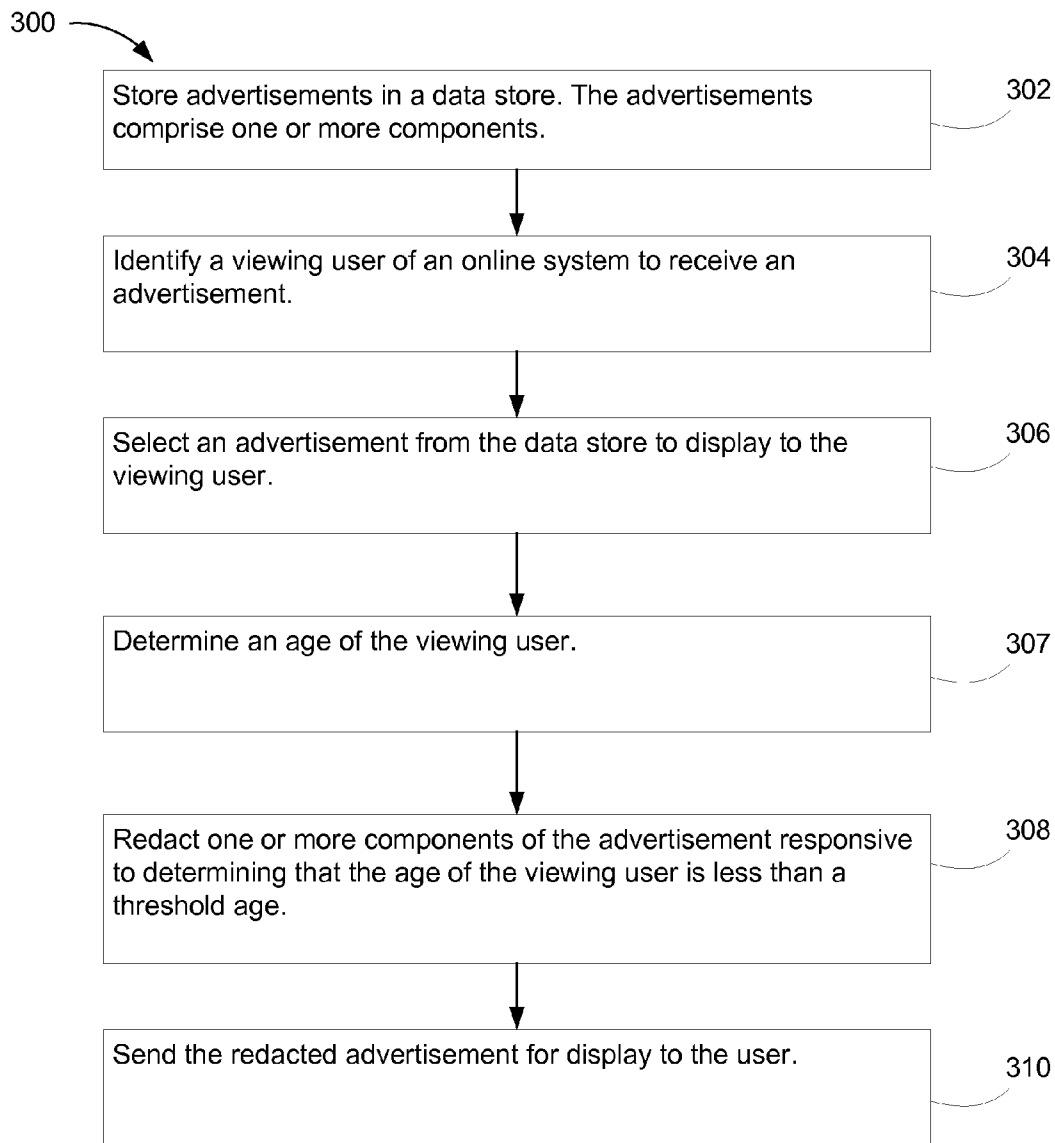 300
Store advertisements in a data store. The advertisements
comprise one or more components.
302
Identify a viewing user of an online system to receive an
advertisement.
304
Select an advertisement from the data store to display to the
viewing user.
306
Determine an age of the viewing user.
307
Redact one or more components of the advertisement responsive
to determining that the age of the viewing user is less than a
threshold age.
308
Send the redacted advertisement for display to the user.
310